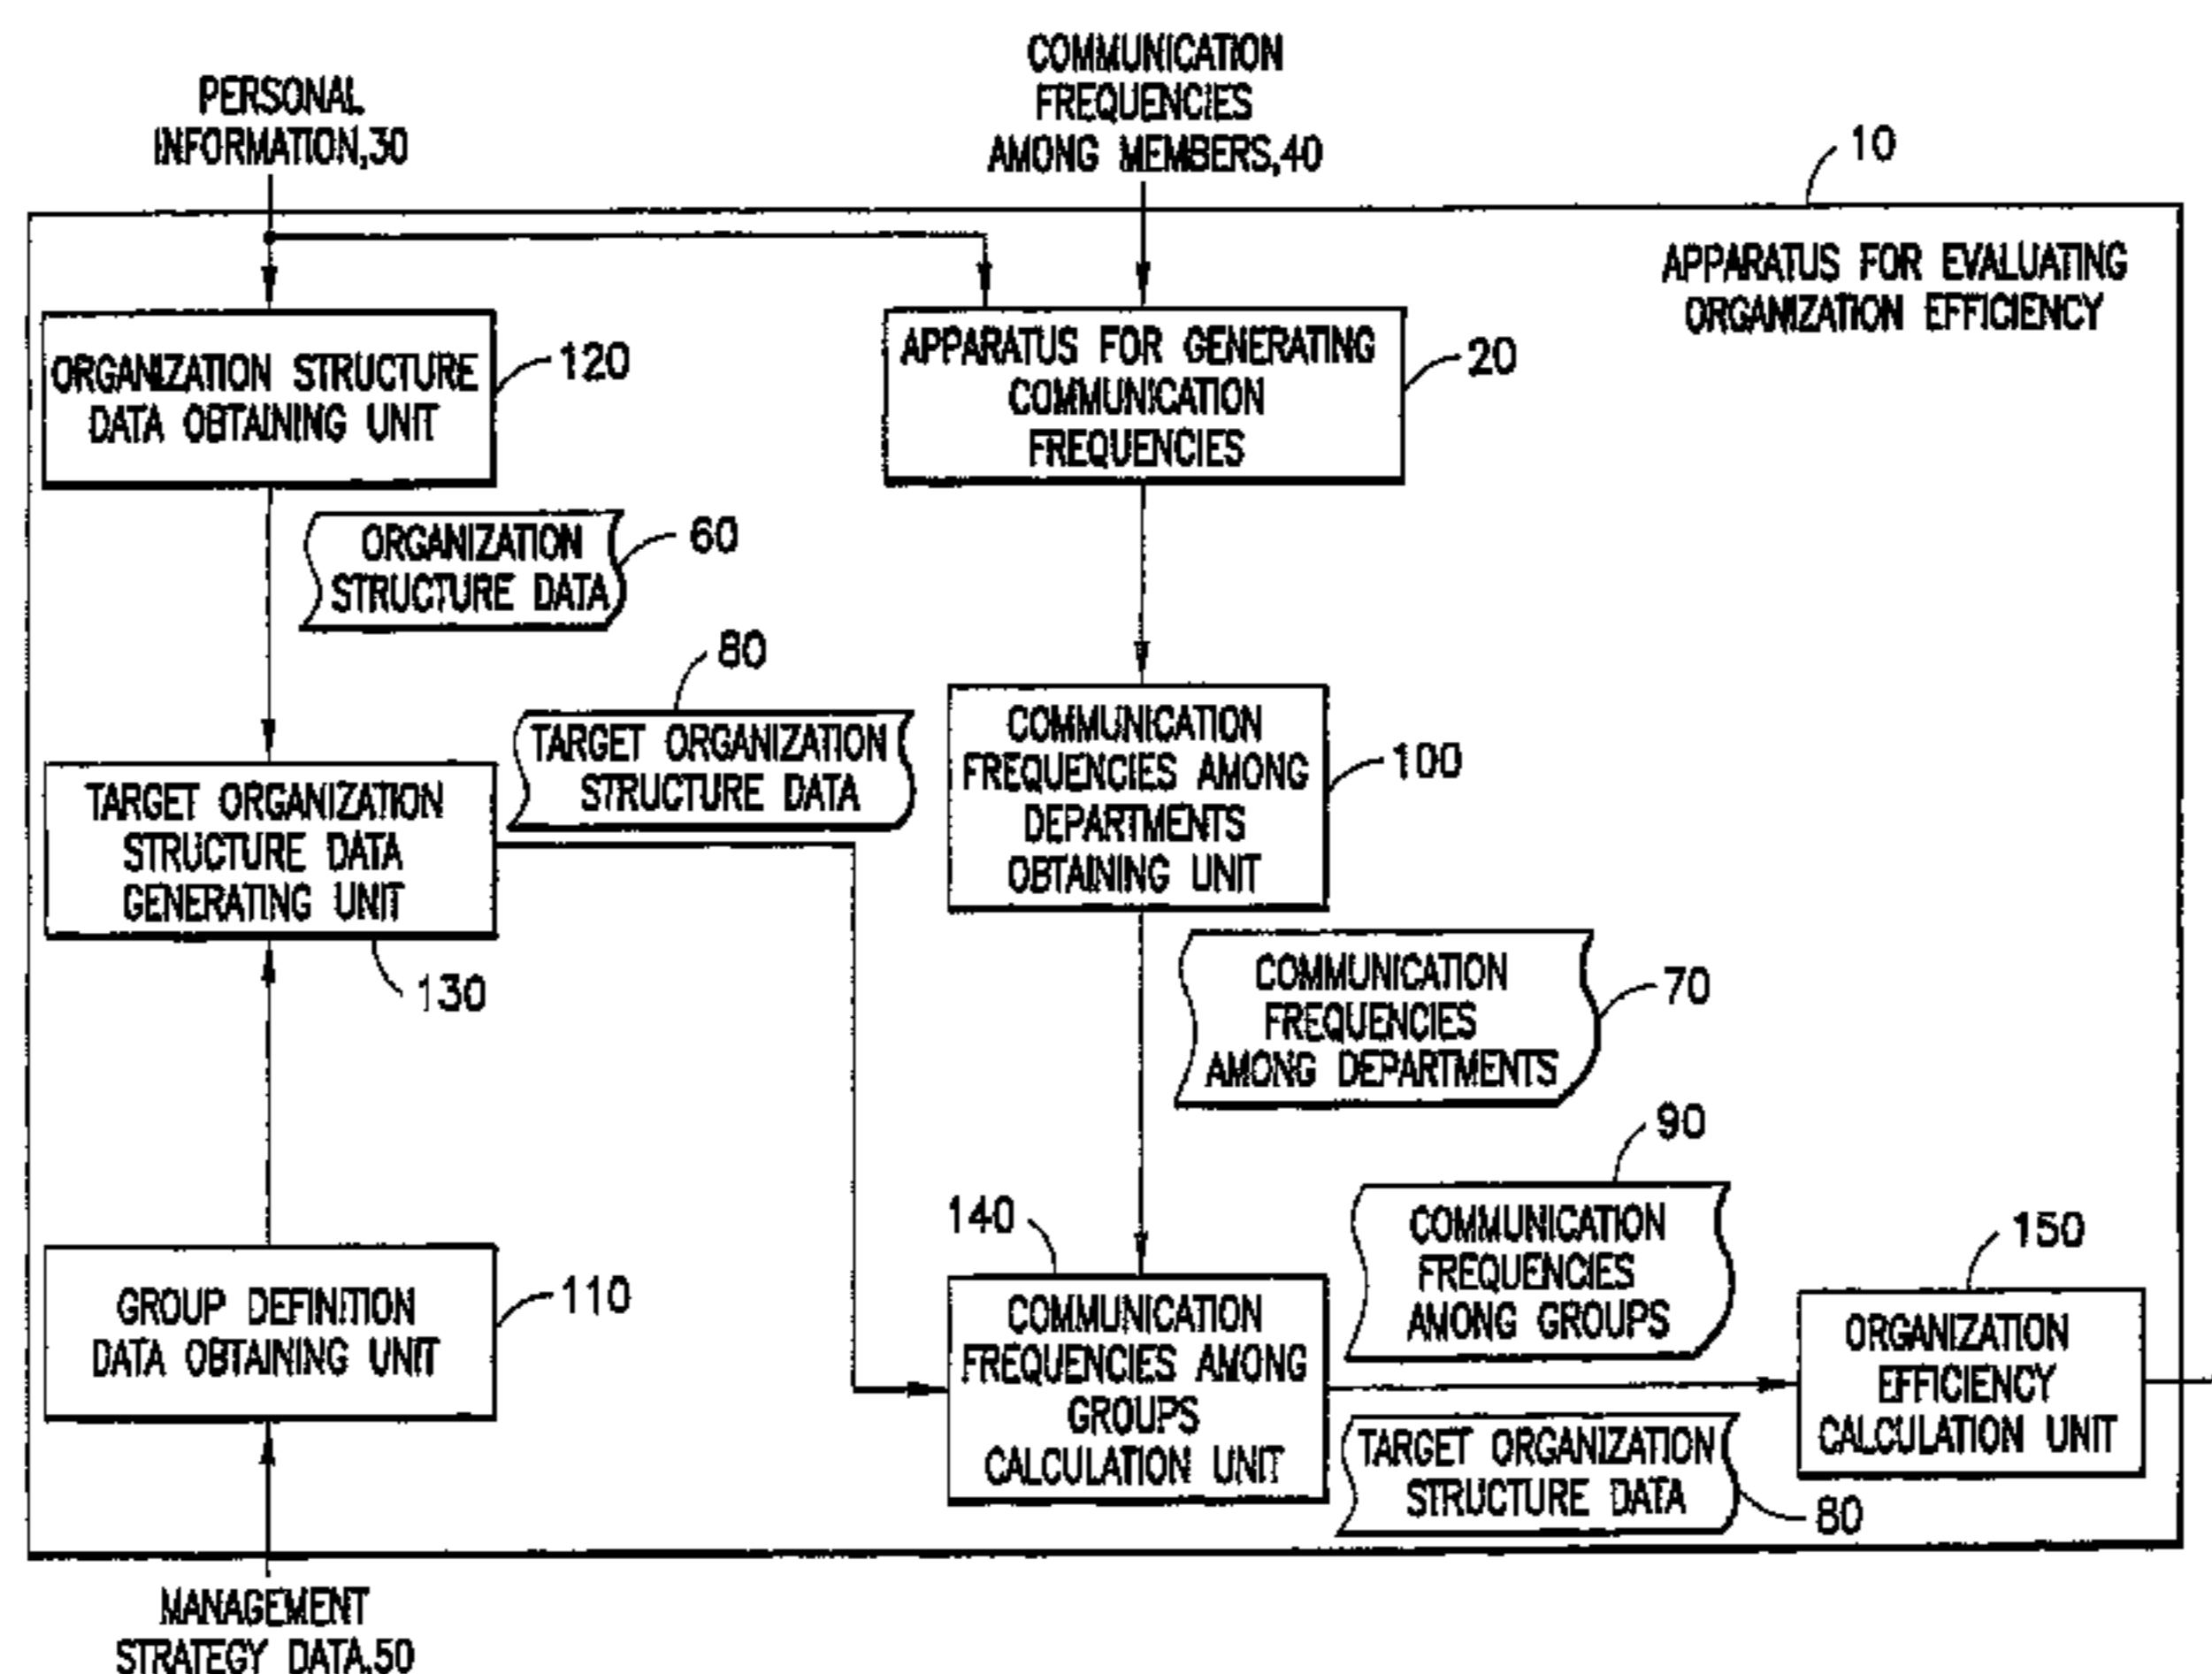 PERSONAL
INFORMATION,30
COMMUNICATION
FREQUENCIES
AMONG MEMBERS,40
10
APPARATUS FOR EVALUATING
ORGANIZATION EFFICIENCY
ORGANIZATION STRUCTURE
DATA OBTAINING UNIT
120
APPARATUS FOR GENERATING
COMMUNICATION
FREQUENCIES
20
ORGANIZATION
STRUCTURE DATA
60
80
TARGET ORGANIZATION
STRUCTURE DATA
TARGET ORGANIZATION
STRUCTURE DATA
GENERATING UNIT
130
COMMUNICATION
FREQUENCIES AMONG
DEPARTMENTS
OBTAINING UNIT
100
COMMUNICATION
FREQUENCIES
AMONG DEPARTMENTS
70
90
COMMUNICATION
FREQUENCIES
AMONG GROUPS
GROUP DEFINITION
DATA OBTAINING UNIT
110
140
COMMUNICATION
FREQUENCIES AMONG
GROUPS
CALCULATION UNIT
150
ORGANIZATION
EFFICIENCY
CALCULATION UNIT
TARGET ORGANIZATION
STRUCTURE DATA
80
MANAGEMENT
STRATEGY DATA,50